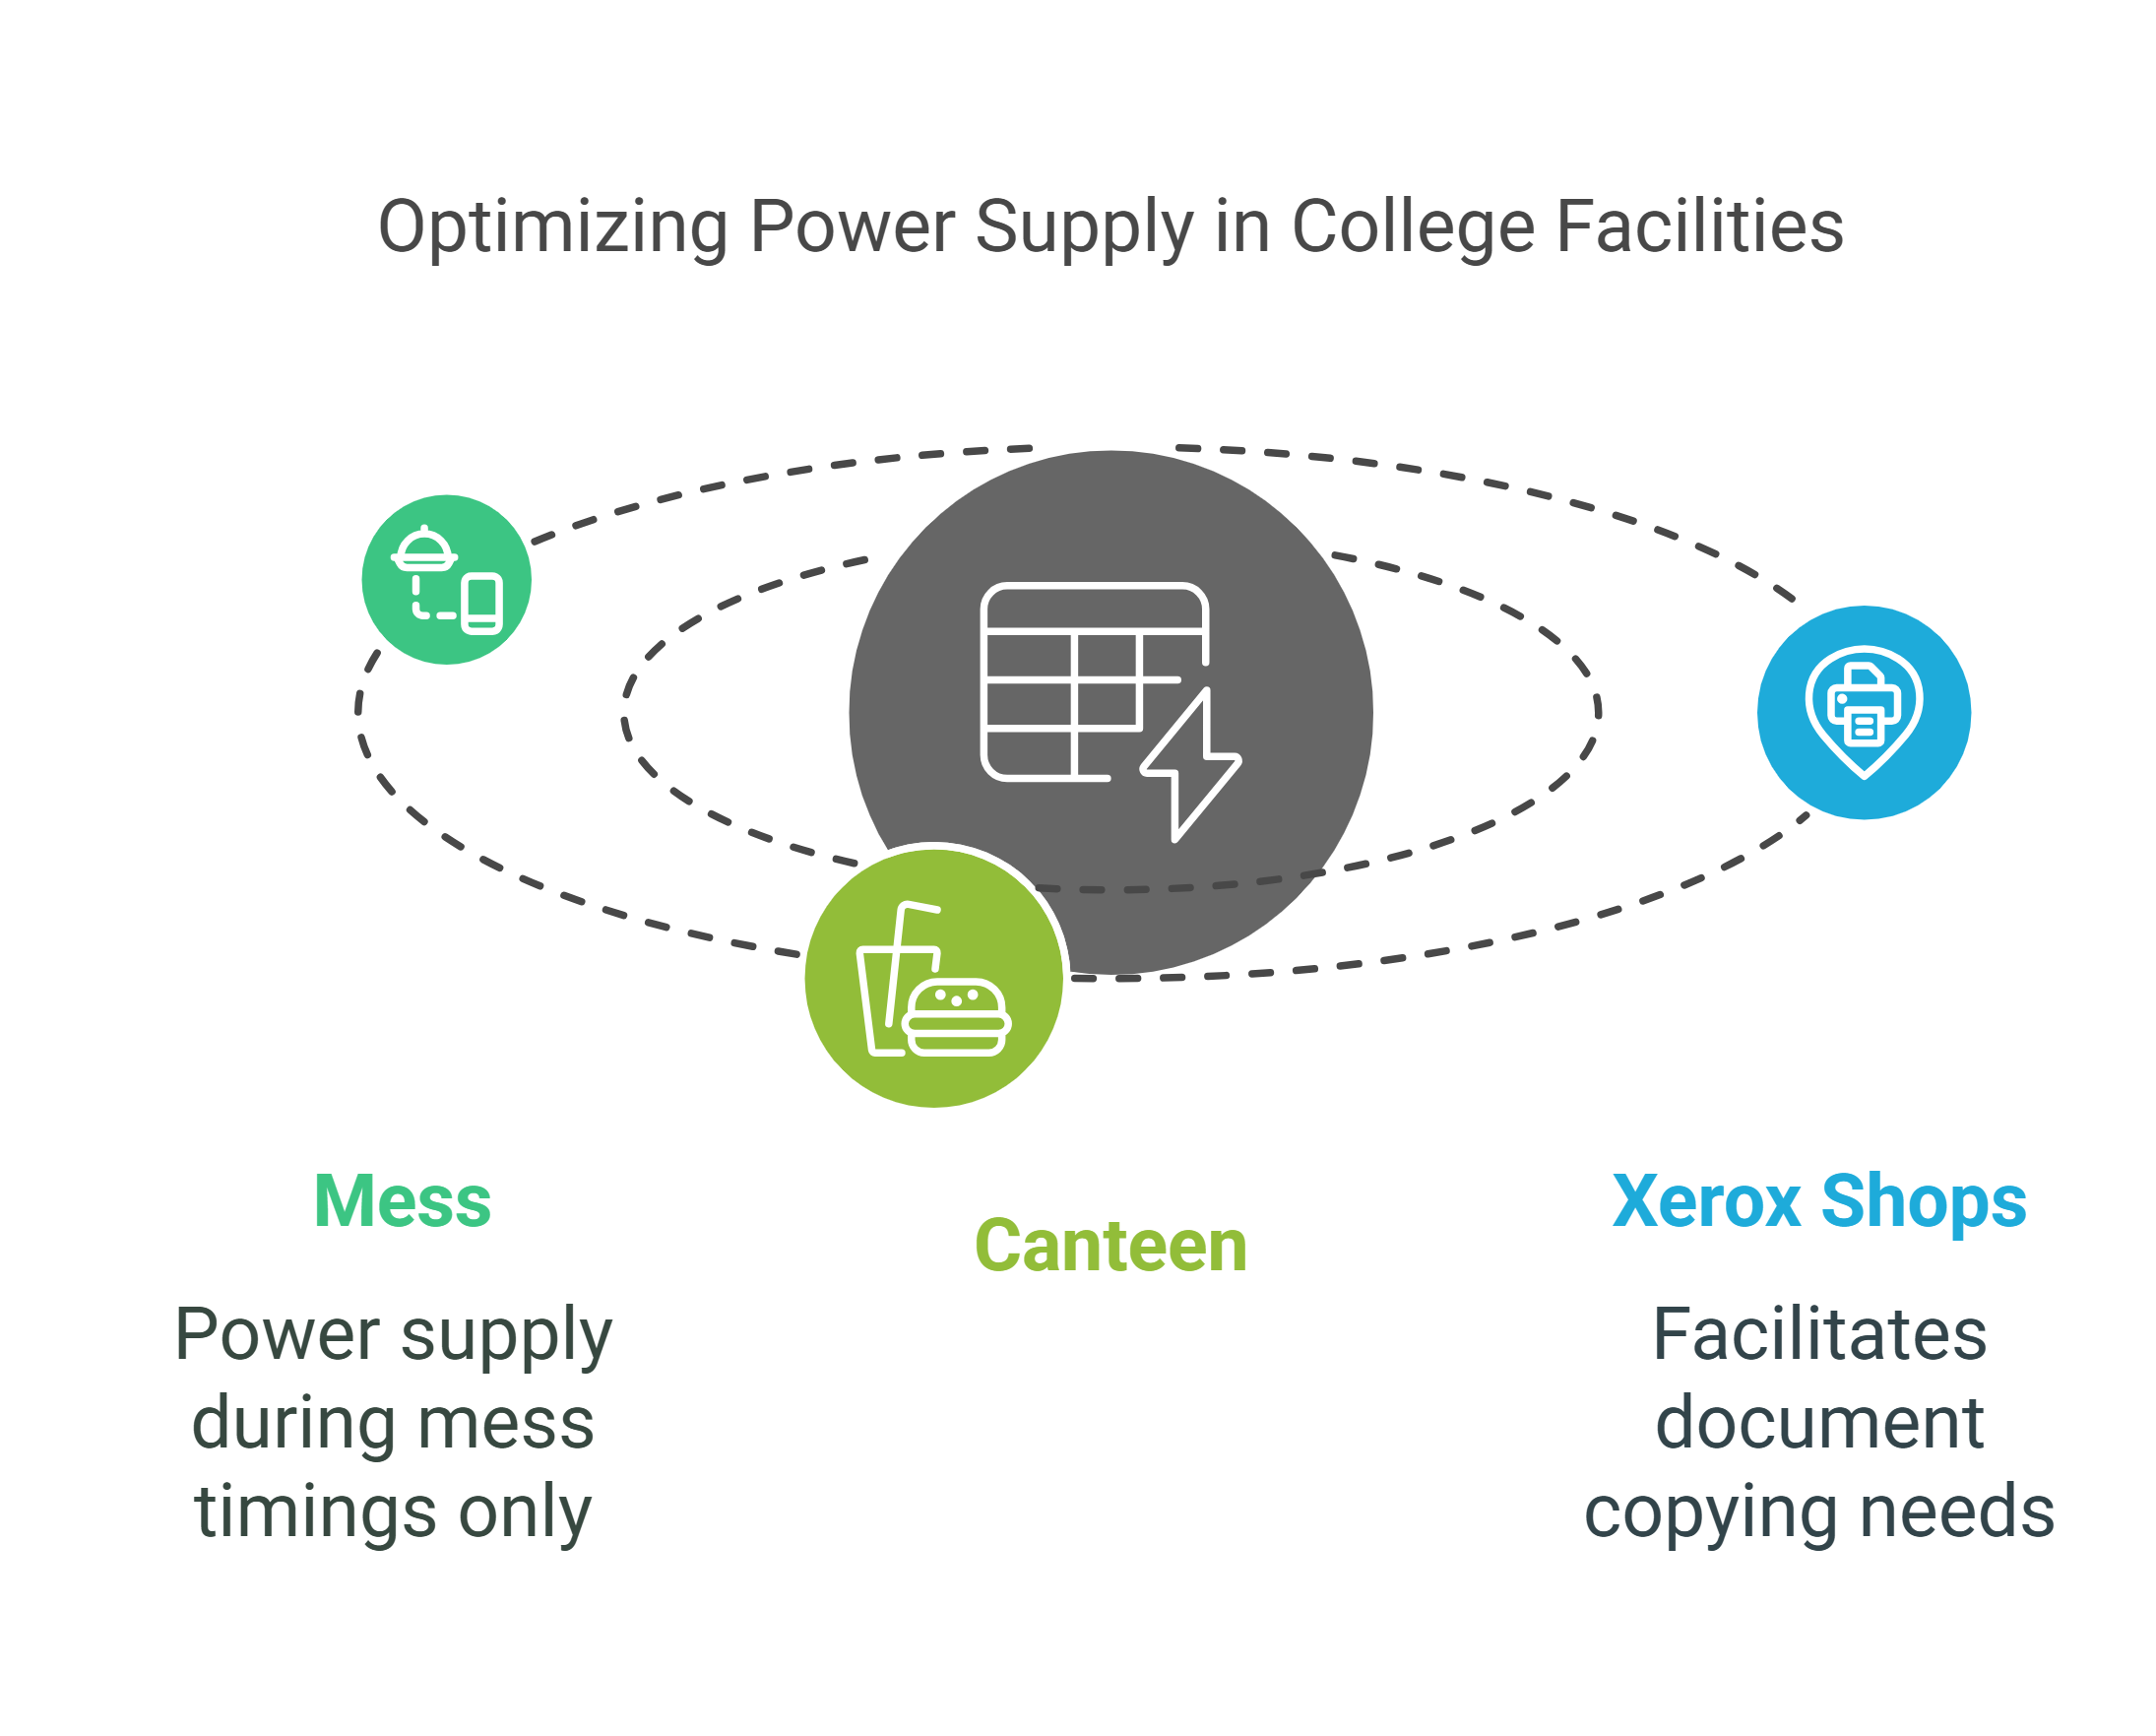 Optimizing Power Supply in College Facilities
Mess
Power supply
during mess
timings only
Canteen
Xerox Shops
Facilitates
document
copying needs